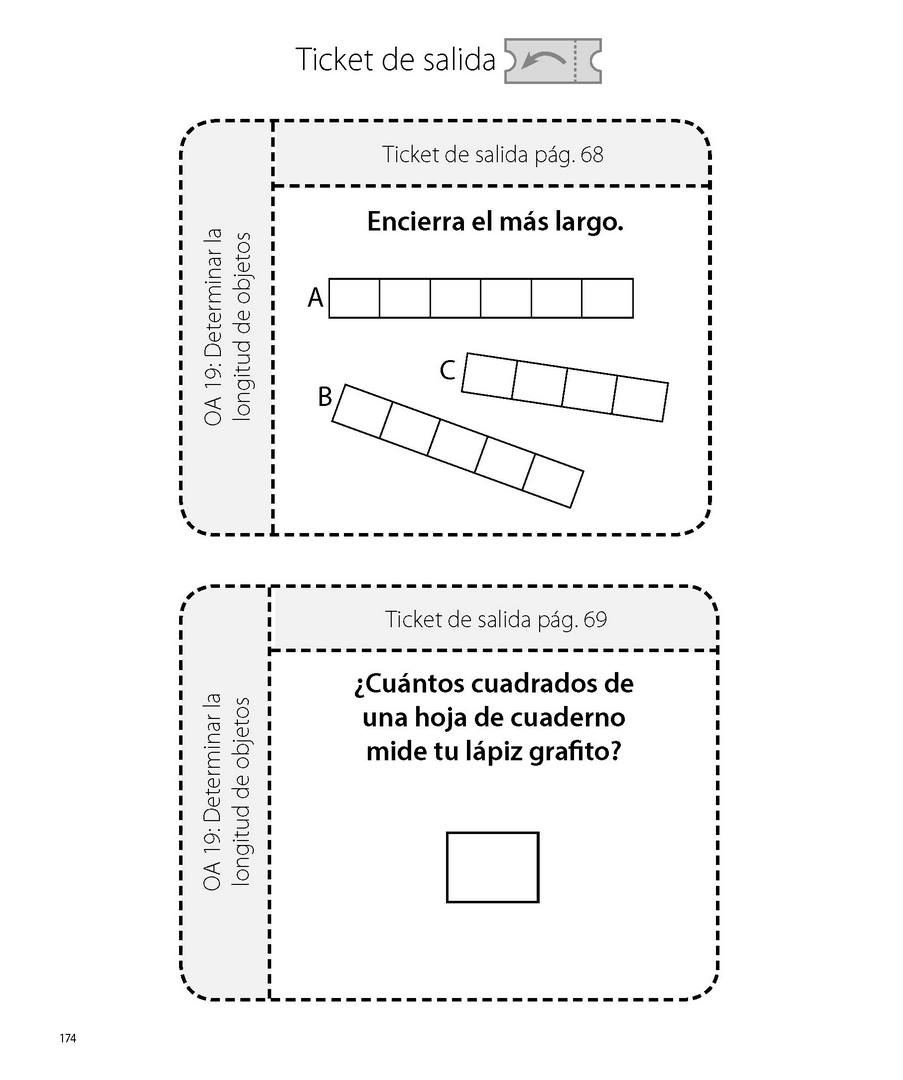 Ticket de salida
Ticket de salida pág. 68
OA 19: Determinar la
longitud de objetos
Encierra el más largo.
A
C
B
Ticket de salida pág. 69
OA 19: Determinar la
longitud de objetos
¿Cuántos cuadrados de
una hoja de cuaderno
mide tu lápiz grafito?
174